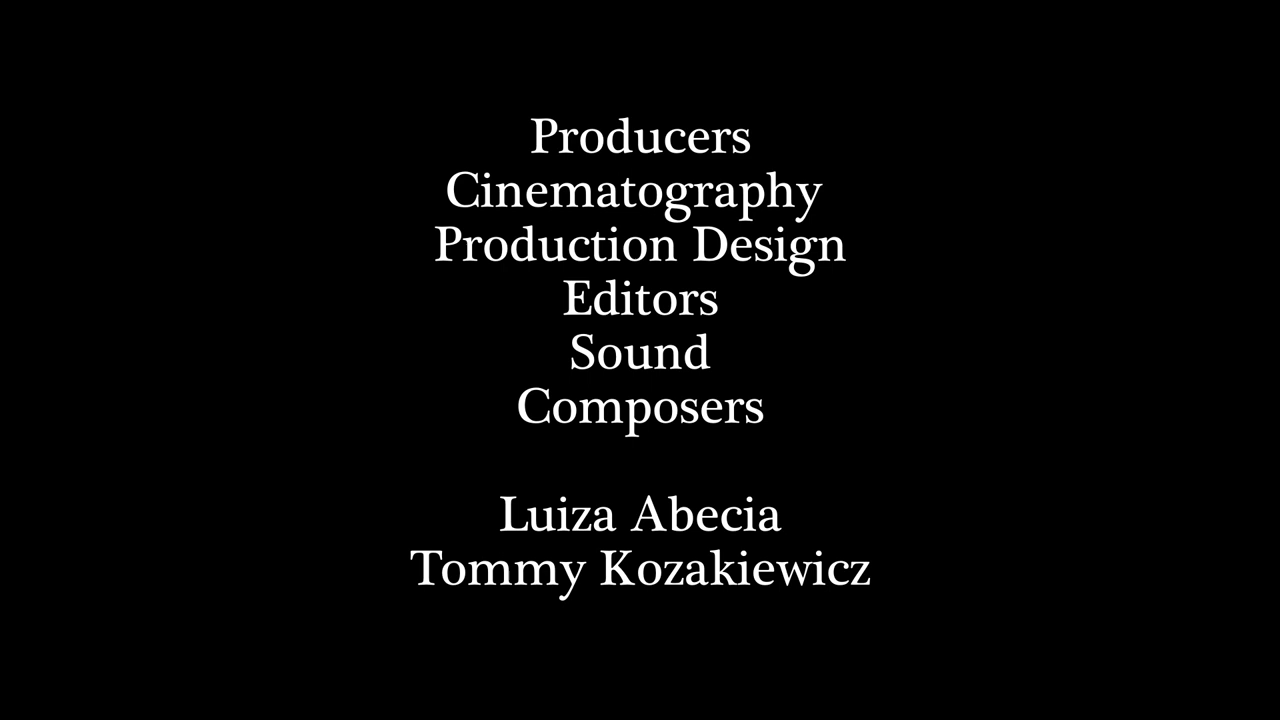 Producers
Cinematography
Production Design
Editors
Sound
Composers
Luiza Abecia
Tommy Kozakiewicz